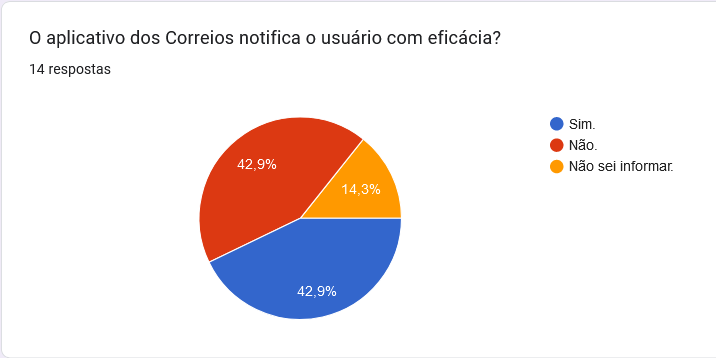 O aplicativo dos Correios notifica o usuário com eficácia?
14 respostas
Sim.
Não.
Não sei informar.
42,9%
14,3%
42,9%